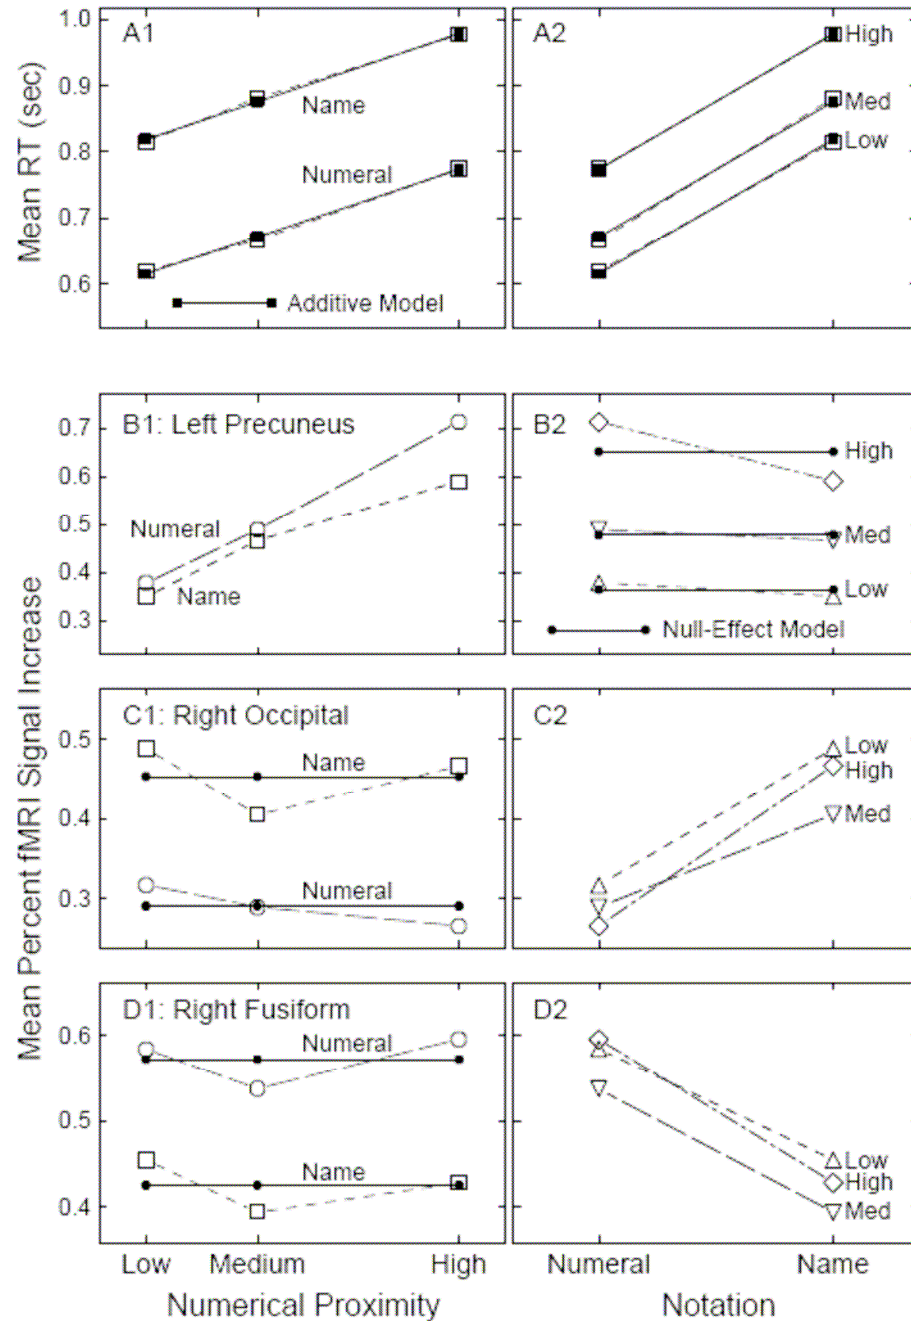 A1
A2
1.0
0.9
0.8
0.7
0.6
Mean RT (sec)
Name
Numeral
Additive Model
High
Med
Low
B1: Left Precuneus
B2
0.7
0.6
0.5
0.4
0.3
Numeral
Name
High
Med
Low
Null-Effect Model
Mean Percent fMRI Signal Increase
C1: Right Occipital
C2
0.5
0.4
0.3
Name
Numeral
Low
High
Med
D1: Right Fusiform
D2
0.6
0.5
0.4
Numeral
Name
Low
High
Med
Low Medium High
Numeral Name
Numerical Proximity
Notation